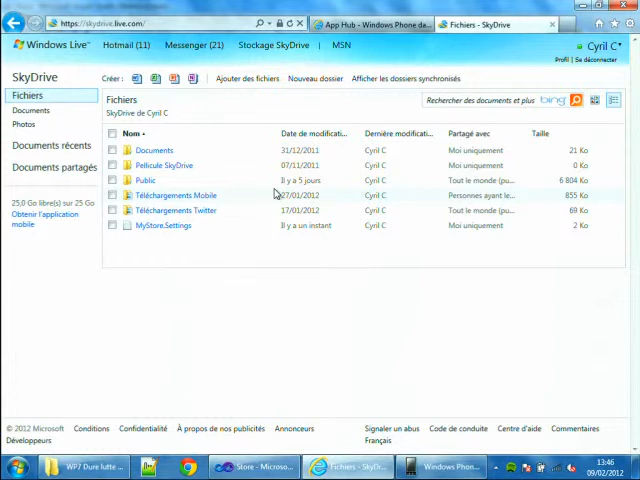 https://skydrive.live.com/
App Hub - Windows Phone da...
Fichiers - SkyDrive
Windows Live™ Hotmail (11) Messenger (21) Stockage SkyDrive MSN
Cyril C
Profil | Se déconnecter
SkyDrive
Créer :
Ajouter des fichiers Nouveau dossier Afficher les dossiers synchronisés
Fichiers
Documents
Photos
Documents récents
Documents partagés
25,0 Go libre(s) sur 25 Go
Obtenir l'application
mobile
Fichiers
SkyDrive de Cyril C
Rechercher des documents et plus bing
Nom Date de modificati... Dernière modificati... Partagé avec Taille
Documents 31/12/2011 Cyril C Moi uniquement 21 Ko
Pellicule SkyDrive 07/11/2011 Cyril C Moi uniquement 0 Ko
Public Il y a 5 jours Cyril C Tout le monde (pu... 6 804 Ko
Téléchargements Mobile 27/01/2012 Cyril C Personnes ayant le... 855 Ko
Téléchargements Twitter 17/01/2012 Cyril C Tout le monde (pu... 69 Ko
MyStore.Settings Il y a un instant Cyril C Moi uniquement 2 Ko
© 2012 Microsoft Conditions Confidentialité À propos de nos publicités Annonceurs
Développeurs
Signaler un abus Code de conduite Centre d'aide Commentaires
Français
WP7 Dure lutte ...
Store - Microso...
Fichiers - SkyDr...
Windows Phon...
13:46
09/02/2012